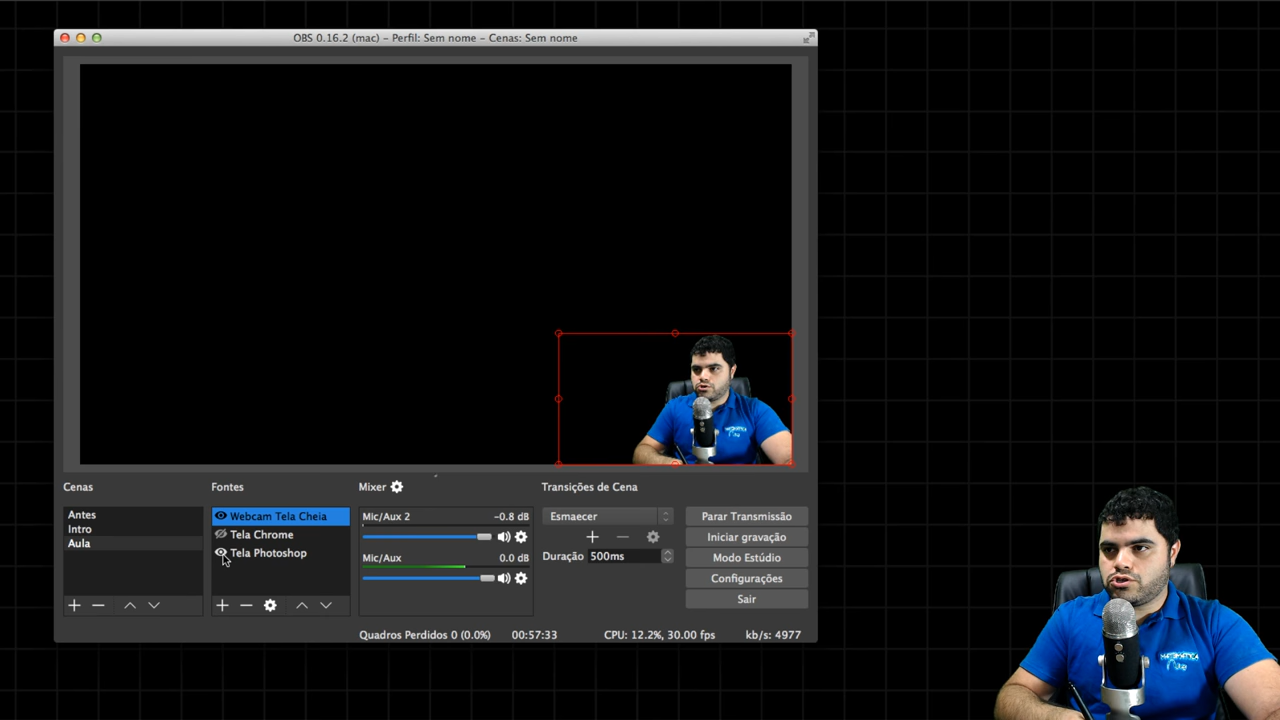 OBS 0.16.2 (mac) - Perfil: Sem nome - Cenas: Sem nome
Cenas
Fontes
Mixer
Transições de Cena
Antes
Intro
Aula
Webcam Tela Cheia
Tela Chrome
Tela Photoshop
Mic/Aux 2
-0.8 dB
Mic/Aux
0.0 dB
Esmaecer
Duração
500ms
Parar Transmissão
Iniciar gravação
Modo Estúdio
Configurações
Sair
Quadros Perdidos 0 (0.0%)
00:57:33
CPU: 12.2%, 30.00 fps
kb/s: 4977
MATEMÁTICA